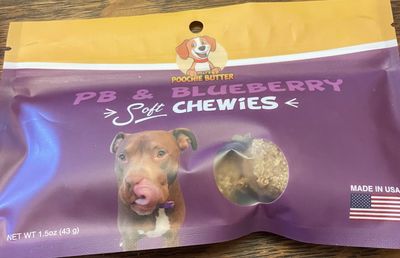 POOCHIE BUTTER
PB & BLUEBERRY
Soft CHEWiES
MADE IN USA
NET WT 1.5oz (43 g)